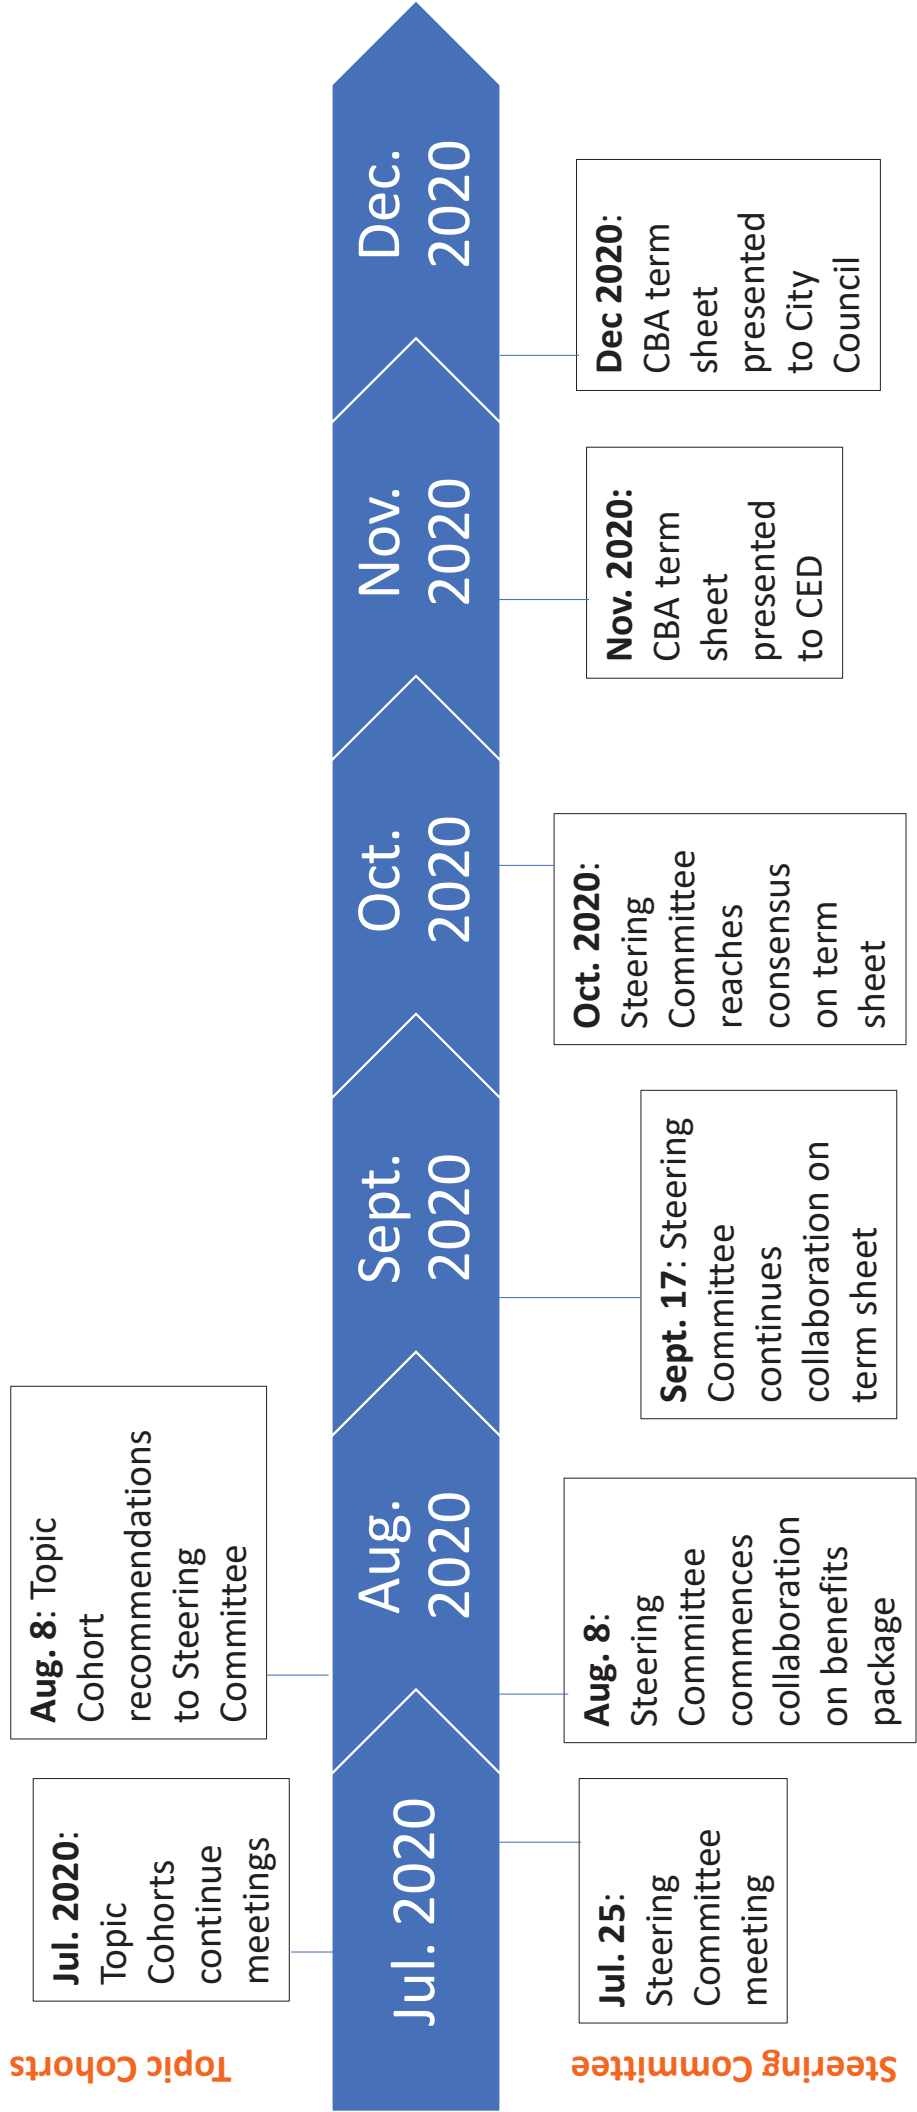 Topic Cohorts
Jul. 2020:
Topic
Cohorts
continue
meetings
Aug. 8: Topic
Cohort
recommendations
to Steering
Committee
Jul. 2020
Aug.
2020
Sept.
2020
Oct.
2020
Nov.
2020
Dec.
2020
Steering Committee
Jul. 25:
Steering
Committee
meeting
Aug. 8:
Steering
Committee
commences
collaboration
on benefits
package
Sept. 17: Steering
Committee
continues
collaboration on
term sheet
Oct. 2020:
Steering
Committee
reaches
consensus
on term
sheet
Nov. 2020:
CBA term
sheet
presented
to CED
Dec 2020:
CBA term
sheet
presented
to City
Council